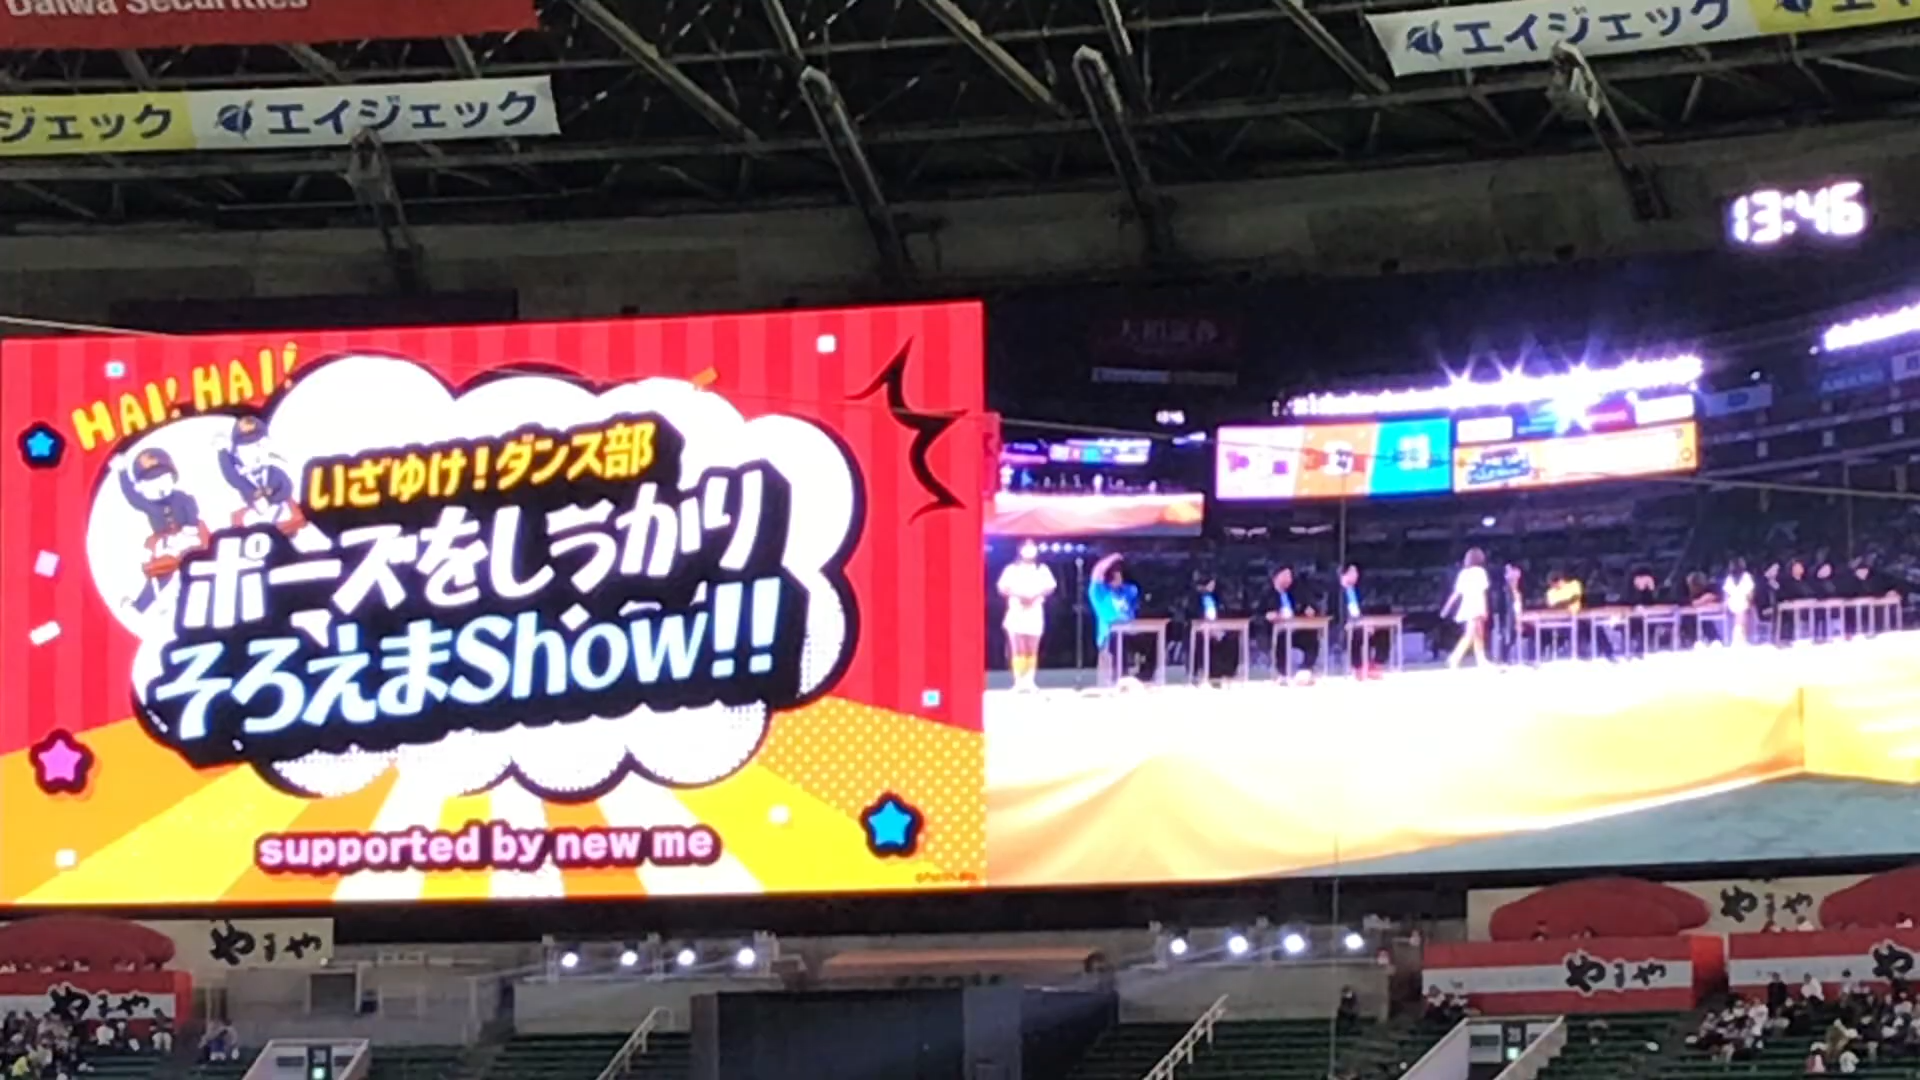 Daiwa Securities
エイジェック
ジェック
エイジェック
13:46
HAI! HAI!
いざゆけ!ダンス部
ポーズをしっかり
そろえまShow!!
supported by new me
やまや
やまや
やまや
やまや